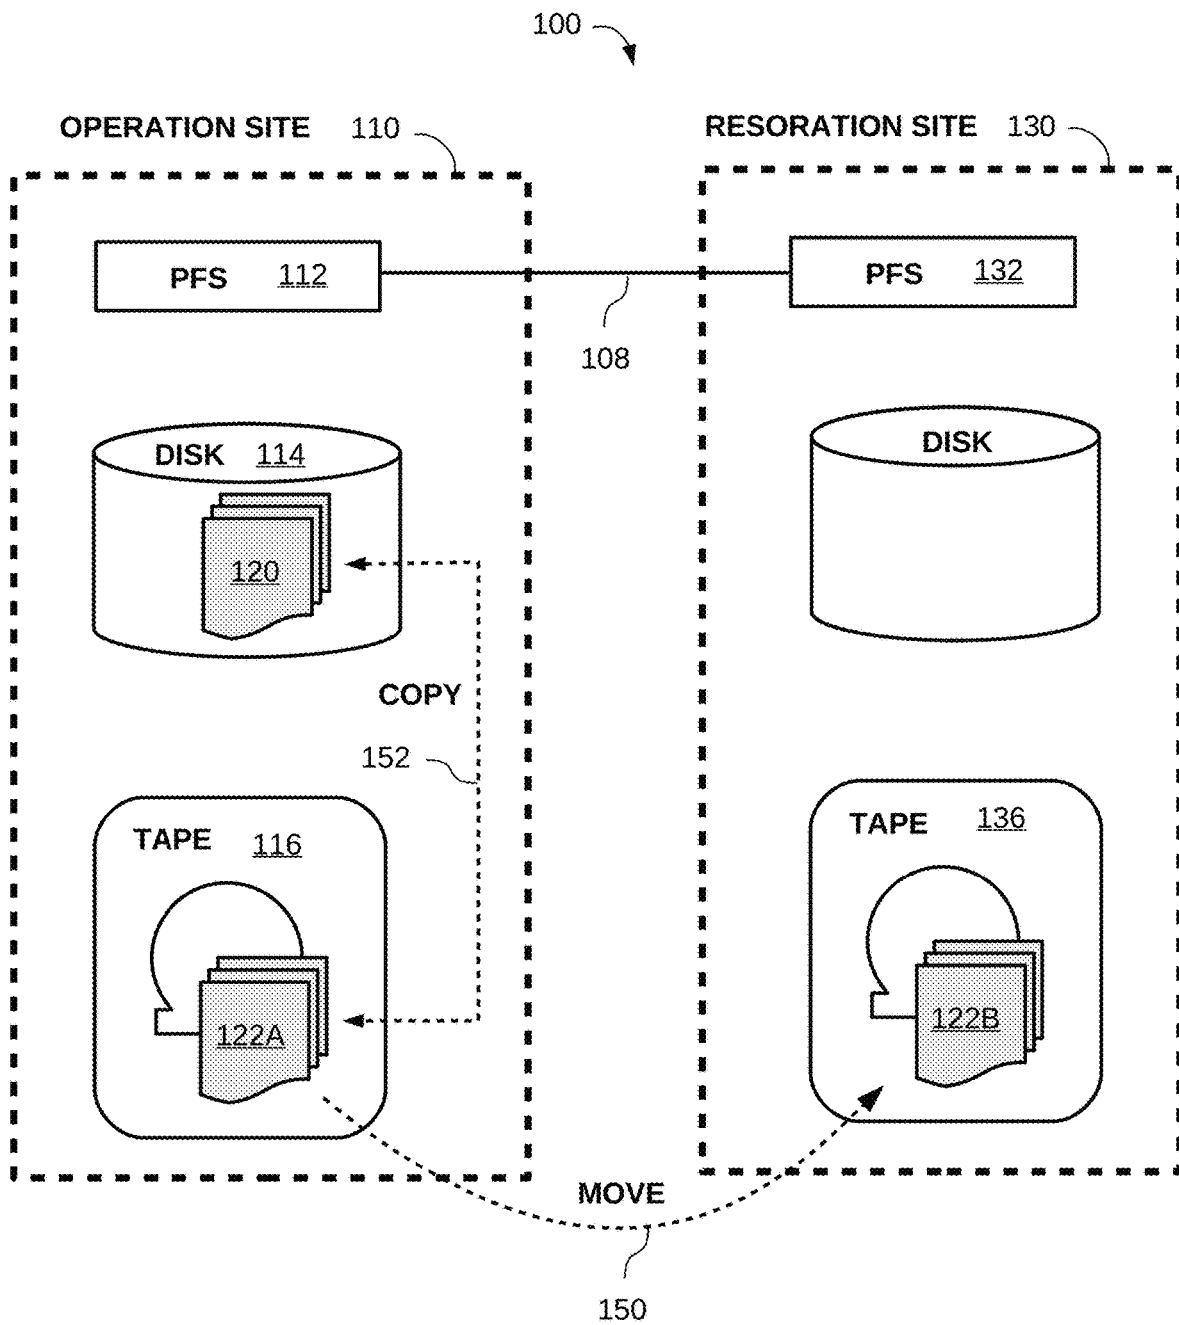 100
OPERATION SITE 110
RESORATION SITE 130
PFS 112
PFS 132
108
DISK 114
DISK
120
COPY
152
TAPE 116
TAPE 136
122A
122B
MOVE
150